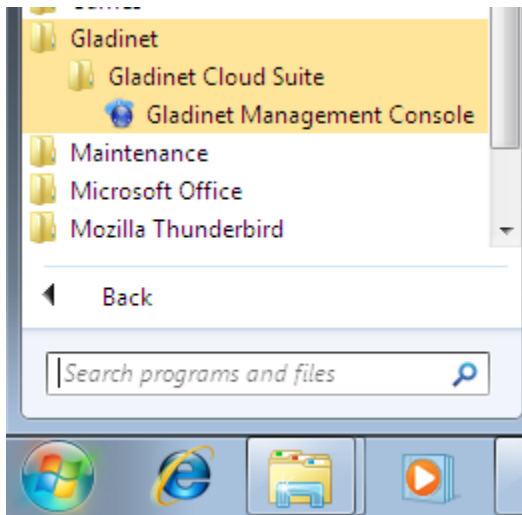 Gladinet
Gladinet Cloud Suite
Gladinet Management Console
Maintenance
Microsoft Office
Mozilla Thunderbird
Back
Search programs and files